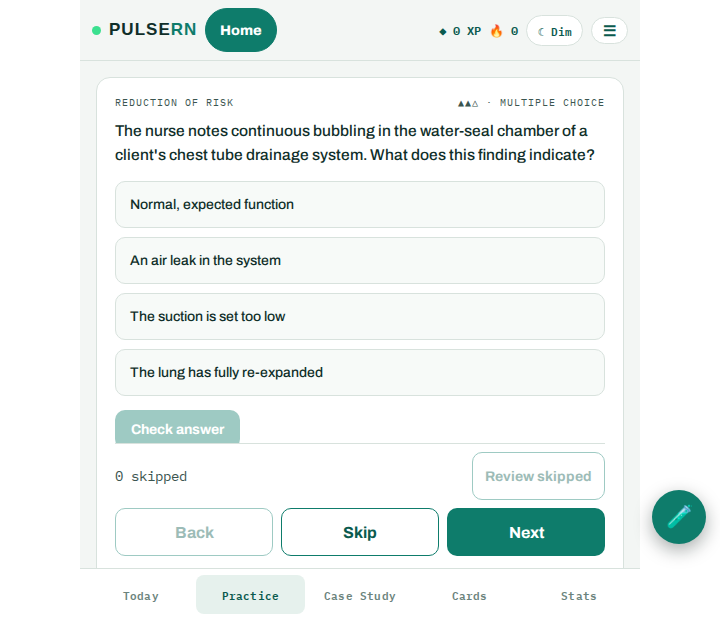 PULSERN Home ◆ 0 XP 🔥 0 ☾ Dim ☰
REDUCTION OF RISK ▲▲△ · MULTIPLE CHOICE
The nurse notes continuous bubbling in the water-seal chamber of a
client's chest tube drainage system. What does this finding indicate?
Normal, expected function
An air leak in the system
The suction is set too low
The lung has fully re-expanded
Check answer
0 skipped Review skipped
Back Skip Next
Today Practice Case Study Cards Stats